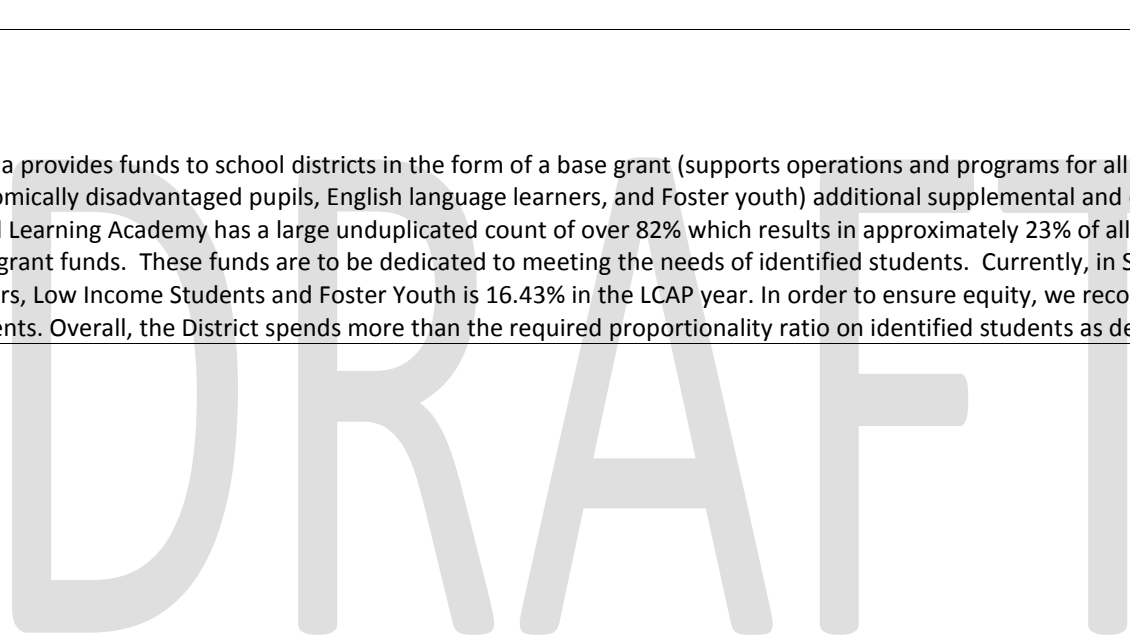 a provides funds to school districts in the form of a base grant (supports operations and programs for all
omically disadvantaged pupils, English language learners, and Foster youth) additional supplemental and
Learning Academy has a large unduplicated count of over 82% which results in approximately 23% of all
grant funds.  These funds are to be dedicated to meeting the needs of identified students.  Currently, in S
rs, Low Income Students and Foster Youth is 16.43% in the LCAP year. In order to ensure equity, we reco
ents. Overall, the District spends more than the required proportionality ratio on identified students as de
DRAFT